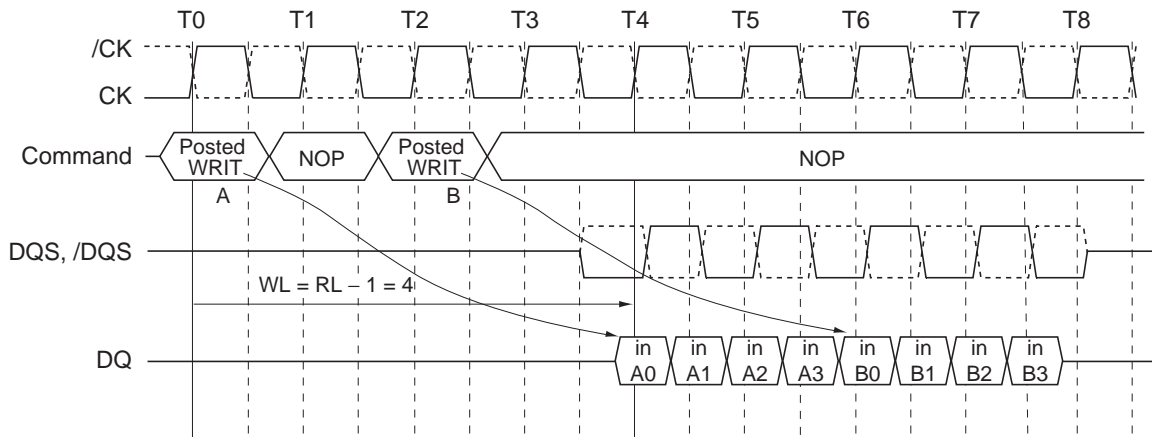 T0 T1 T2 T3 T4 T5 T6 T7 T8
/CK
CK
Command
Posted
WRIT
A
NOP
Posted
WRIT
B
NOP
DQS, /DQS
WL = RL − 1 = 4
DQ
in
A0
in
A1
in
A2
in
A3
in
B0
in
B1
in
B2
in
B3